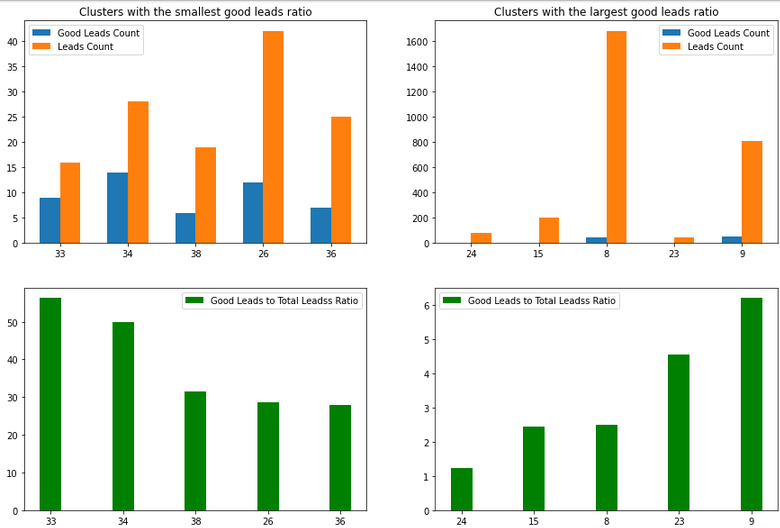 Clusters with the smallest good leads ratio
Good Leads Count
Leads Count
40
35
30
25
20
15
10
5
0
33 34 38 26 36
Clusters with the largest good leads ratio
Good Leads Count
Leads Count
1600
1400
1200
1000
800
600
400
200
0
24 15 8 23 9
Good Leads to Total Leadss Ratio
50
40
30
20
10
0
33 34 38 26 36
Good Leads to Total Leadss Ratio
6
5
4
3
2
1
0
24 15 8 23 9